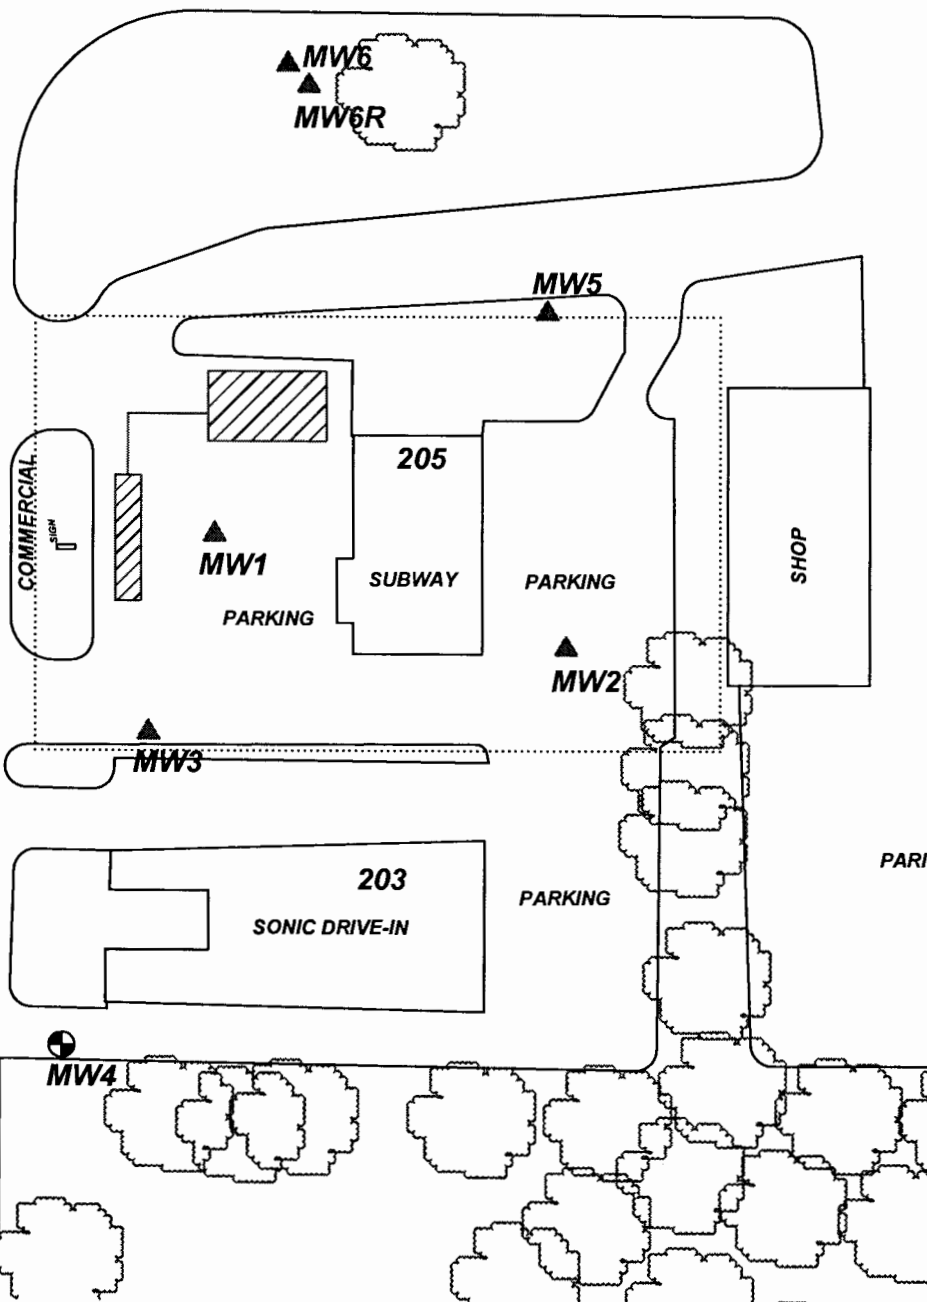 MW6
MW6R
MW5
205
COMMERCIAL
SIGN
MW1
SUBWAY
PARKING
SHOP
PARKING
MW2
MW3
203
PARI
PARKING
SONIC DRIVE-IN
MW4